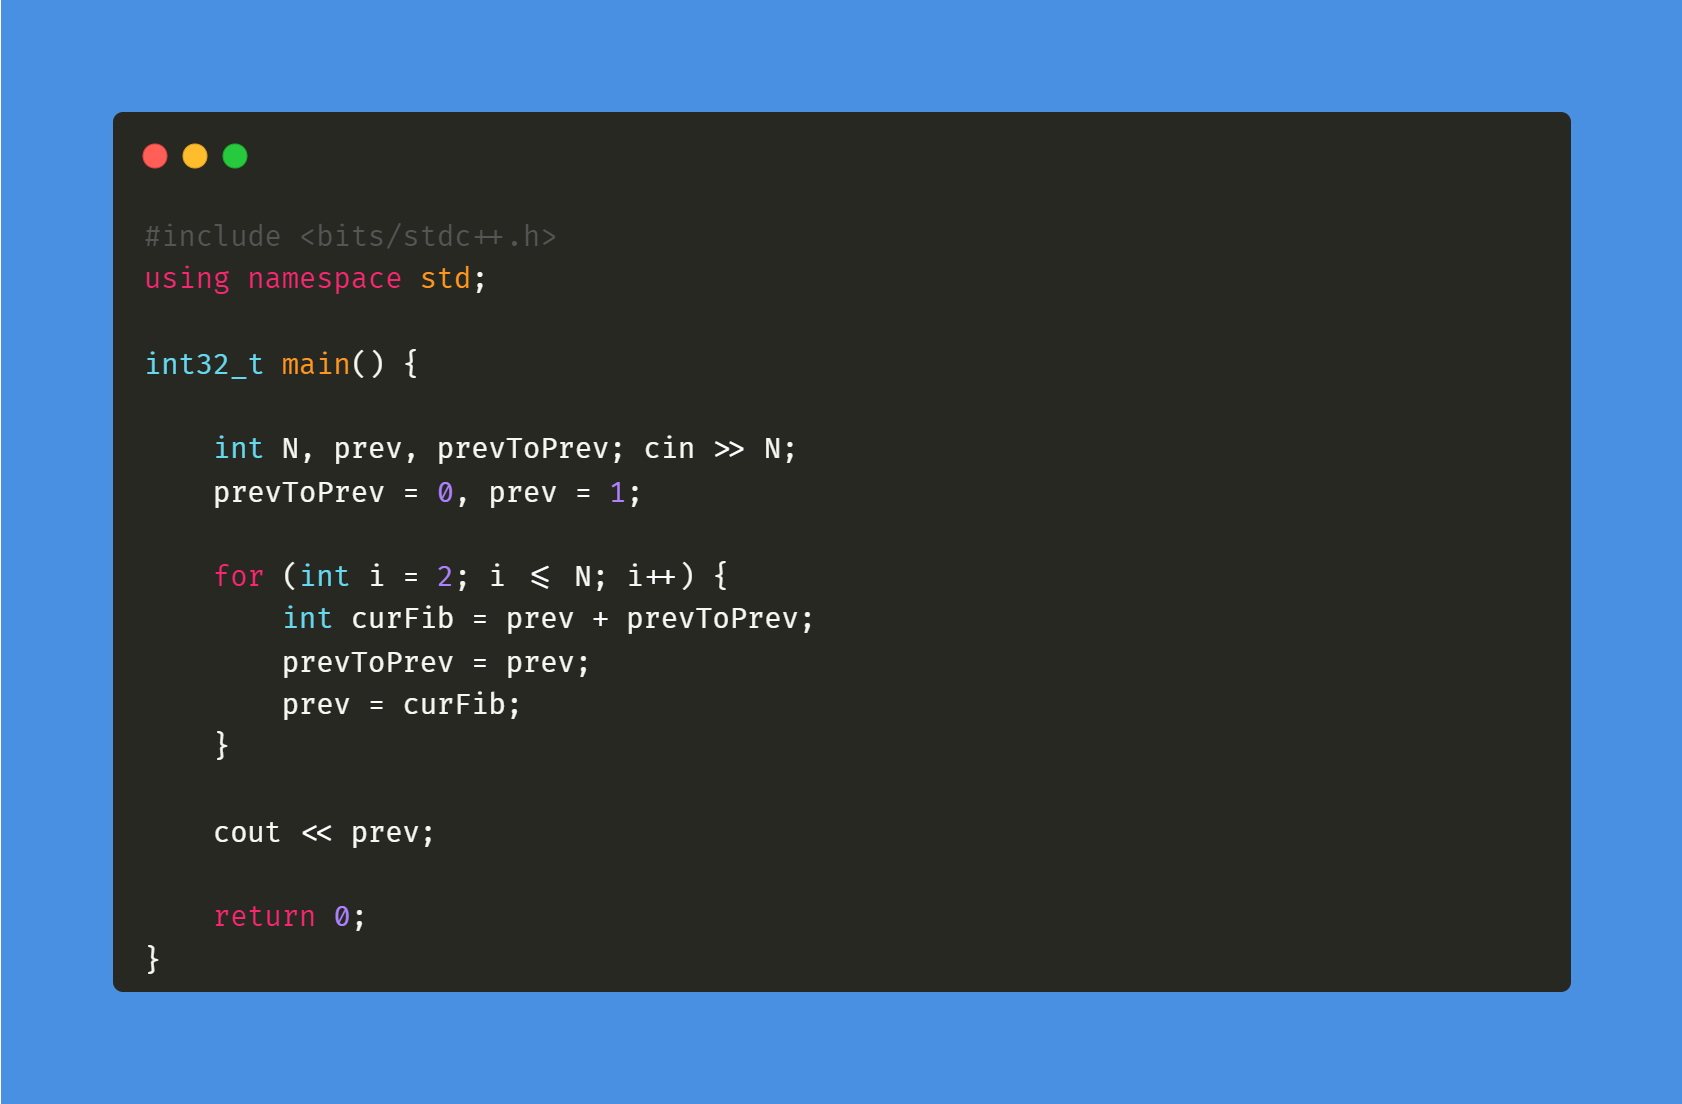 #include <bits/stdc++.h>
using namespace std;
int32_t main() {
int N, prev, prevToPrev; cin >> N;
prevToPrev = 0, prev = 1;
for (int i = 2; i <= N; i++) {
int curFib = prev + prevToPrev;
prevToPrev = prev;
prev = curFib;
}
cout << prev;
return 0;
}